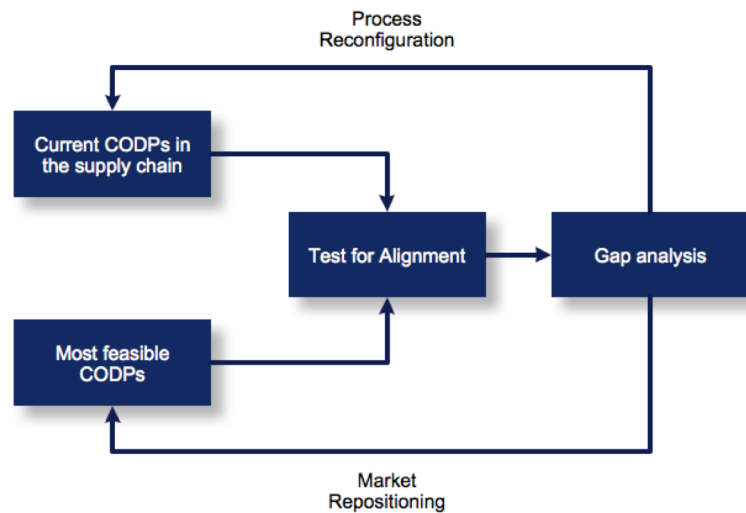 Process
Reconfiguration
Current CODPs in
the supply chain
Test for Alignment
Gap analysis
Most feasible
CODPs
Market
Repositioning